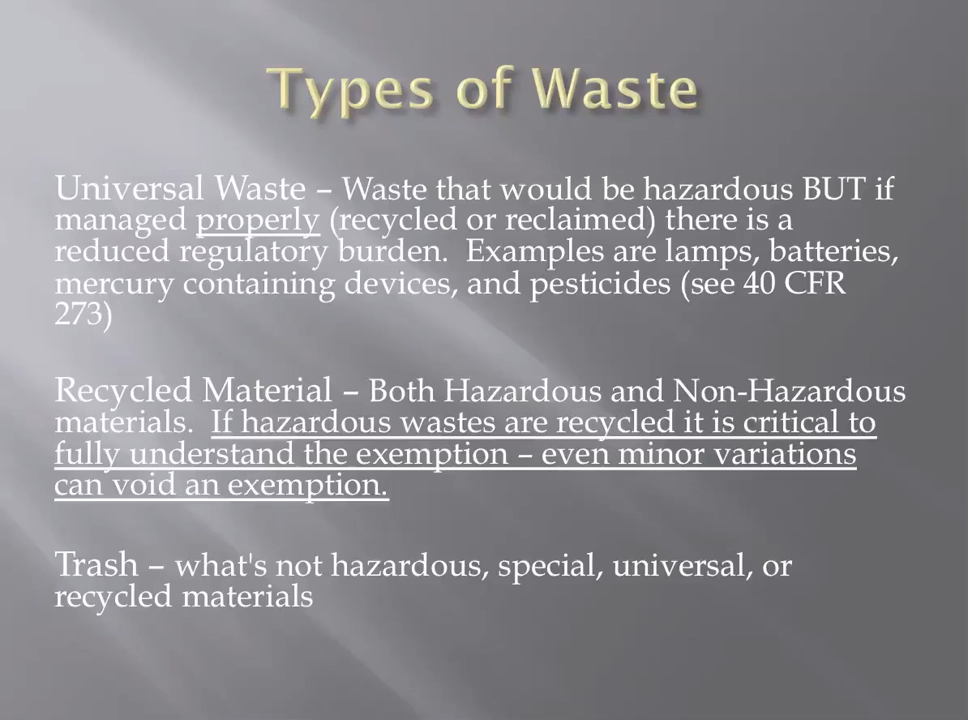 Types of Waste
Universal Waste – Waste that would be hazardous BUT if
managed properly (recycled or reclaimed) there is a
reduced regulatory burden.  Examples are lamps, batteries,
mercury containing devices, and pesticides (see 40 CFR
273)
Recycled Material – Both Hazardous and Non-Hazardous
materials.  If hazardous wastes are recycled it is critical to
fully understand the exemption – even minor variations
can void an exemption.
Trash – what's not hazardous, special, universal, or
recycled materials